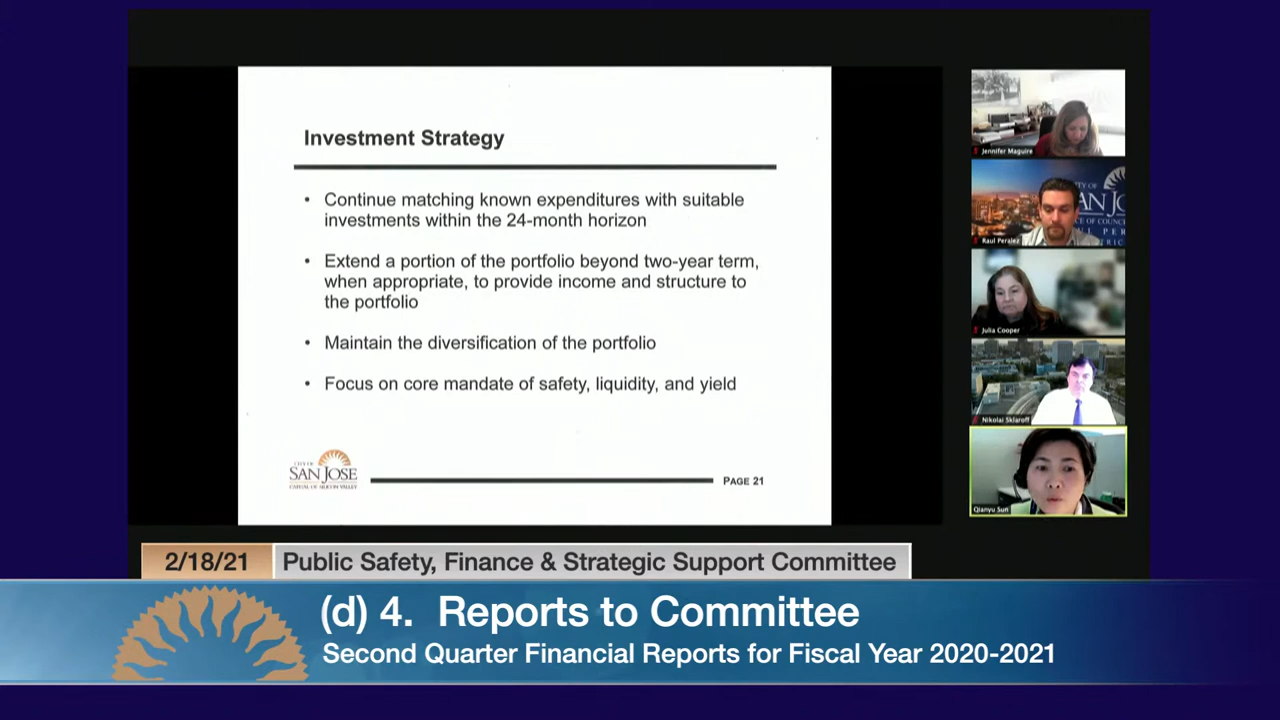 Investment Strategy
• Continue matching known expenditures with suitable
investments within the 24-month horizon
• Extend a portion of the portfolio beyond two-year term,
when appropriate, to provide income and structure to
the portfolio
• Maintain the diversification of the portfolio
• Focus on core mandate of safety, liquidity, and yield
CITY OF
SAN JOSE
CAPITAL OF SILICON VALLEY
PAGE 21
Jennifer Maguire
SAN JOS
Raul Peralez
Julia Cooper
Nikolai Sklaroff
Qianyu Sun
2/18/21
Public Safety, Finance & Strategic Support Committee
(d) 4. Reports to Committee
Second Quarter Financial Reports for Fiscal Year 2020-2021